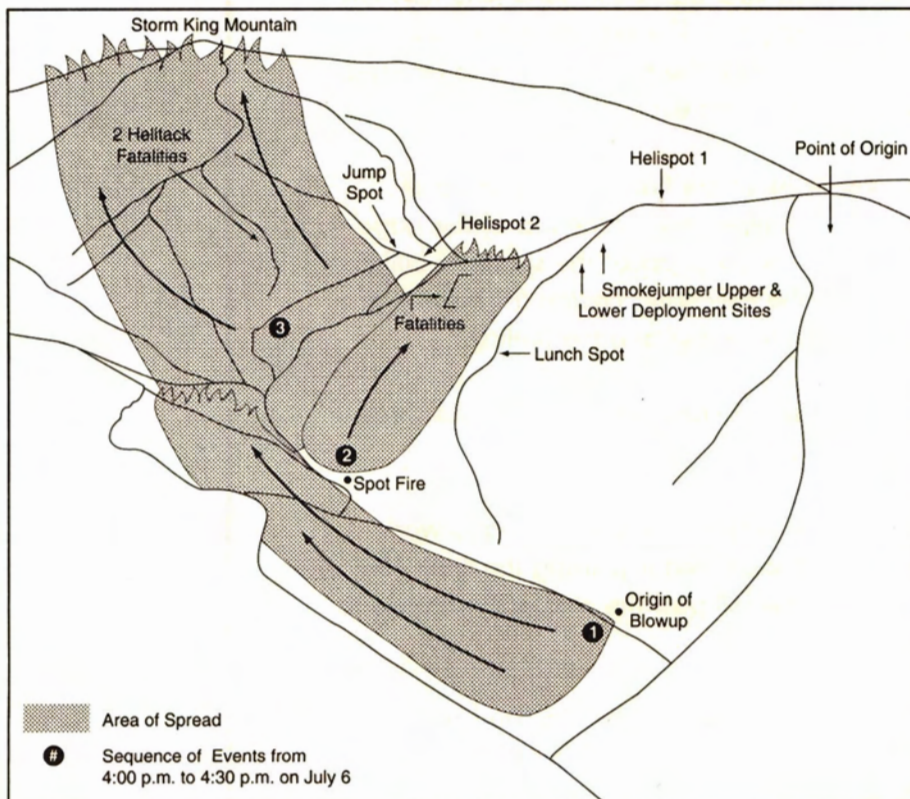 Storm King Mountain
2 Helitack
Fatalities
Jump
Spot
Helispot 2
Helispot 1
Point of Origin
Fatalities
Smokejumper Upper &
Lower Deployment Sites
Lunch Spot
3
2
Spot Fire
1
Origin of
Blowup
Area of Spread
#
Sequence of Events from
4:00 p.m. to 4:30 p.m. on July 6